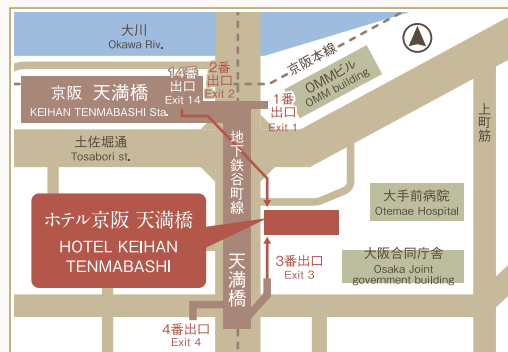 大川
Okawa Riv.
京阪本線
OMMビル
OMM building
14番
出口
Exit 14
2番
出口
Exit 2
1番
出口
Exit 1
京阪 天満橋
KEIHAN TENMABASHI Sta.
土佐堀通
Tosabori st.
地下鉄谷町線
天満橋
上町筋
大手前病院
Otemae Hospital
ホテル京阪 天満橋
HOTEL KEIHAN
TENMABASHI
大阪合同庁舎
Osaka Joint
government building
3番出口
Exit 3
4番出口
Exit 4